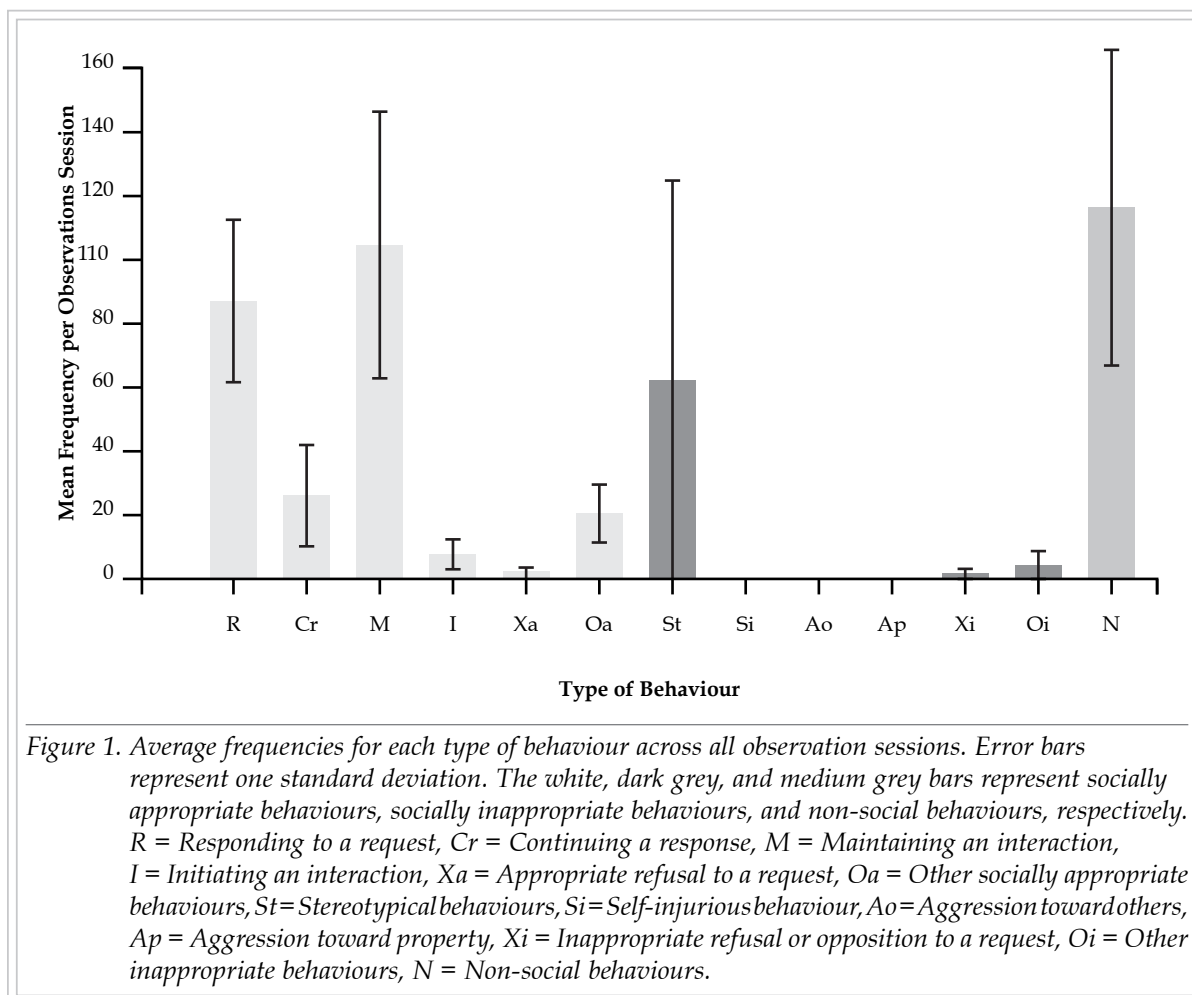 160
140
120
110
80
60
40
20
0
Mean Frequency per Observations Session
R Cr M I Xa Oa St Si Ao Ap Xi Oi N
Type of Behaviour
Figure 1. Average frequencies for each type of behaviour across all observation sessions. Error bars
represent one standard deviation. The white, dark grey, and medium grey bars represent socially
appropriate behaviours, socially inappropriate behaviours, and non-social behaviours, respectively.
R = Responding to a request, Cr = Continuing a response, M = Maintaining an interaction,
I = Initiating an interaction, Xa = Appropriate refusal to a request, Oa = Other socially appropriate
behaviours, St = Stereotypical behaviours, Si = Self-injurious behaviour, Ao = Aggression toward others,
Ap = Aggression toward property, Xi = Inappropriate refusal or opposition to a request, Oi = Other
inappropriate behaviours, N = Non-social behaviours.